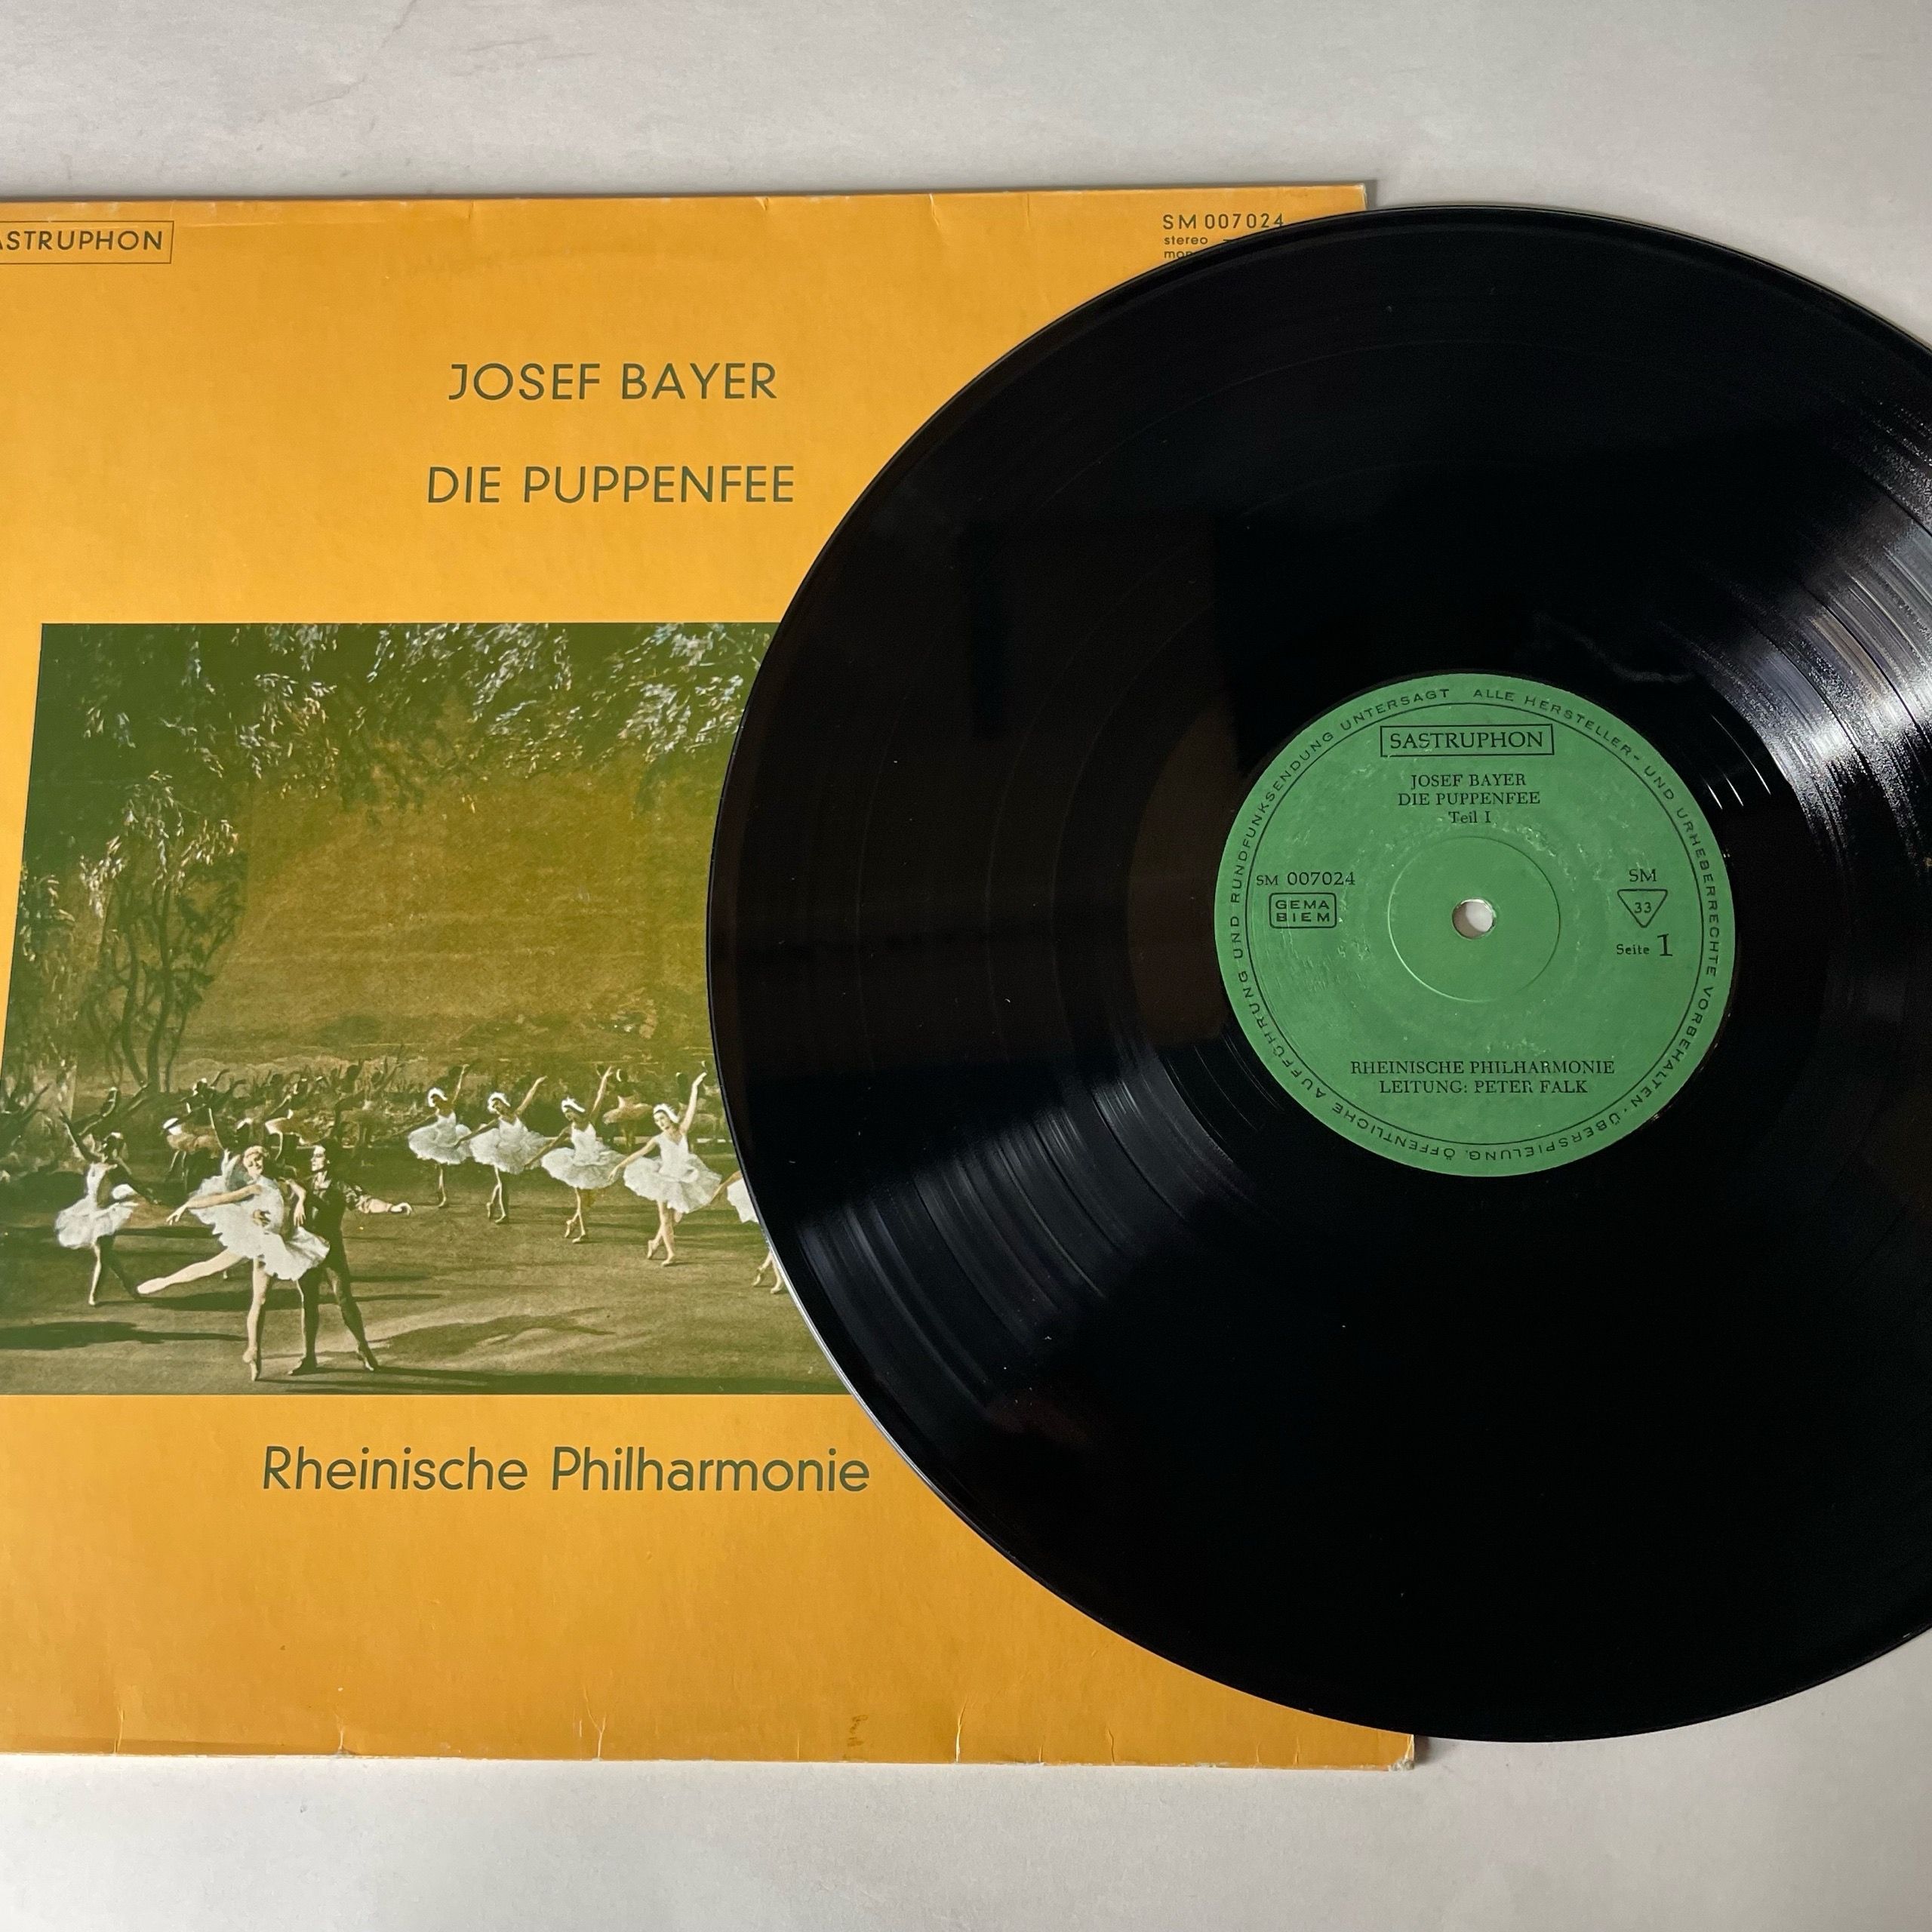 ASTRUPHON
SM 007024
stereo
JOSEF BAYER
DIE PUPPENFEE
Rheinische Philharmonie
ALLE HERSTELLER- UND URHEBERRECHTE VORBEHALTEN · ÜBERSPIELUNG, ÖFFENTLICHE AUFFÜHRUNG UND RUNDFUNKSENDUNG UNTERSAGT
SASTRUPHON
JOSEF BAYER
DIE PUPPENFEE
Teil I
SM 007024
GEMA
BIEM
SM
33
Seite 1
RHEINISCHE PHILHARMONIE
LEITUNG: PETER FALK